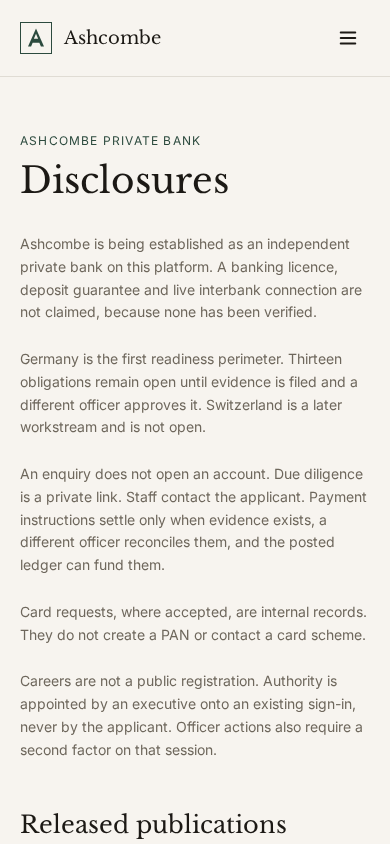 A Ashcombe
ASHCOMBE PRIVATE BANK
Disclosures
Ashcombe is being established as an independent
private bank on this platform. A banking licence,
deposit guarantee and live interbank connection are
not claimed, because none has been verified.
Germany is the first readiness perimeter. Thirteen
obligations remain open until evidence is filed and a
different officer approves it. Switzerland is a later
workstream and is not open.
An enquiry does not open an account. Due diligence
is a private link. Staff contact the applicant. Payment
instructions settle only when evidence exists, a
different officer reconciles them, and the posted
ledger can fund them.
Card requests, where accepted, are internal records.
They do not create a PAN or contact a card scheme.
Careers are not a public registration. Authority is
appointed by an executive onto an existing sign-in,
never by the applicant. Officer actions also require a
second factor on that session.
Released publications